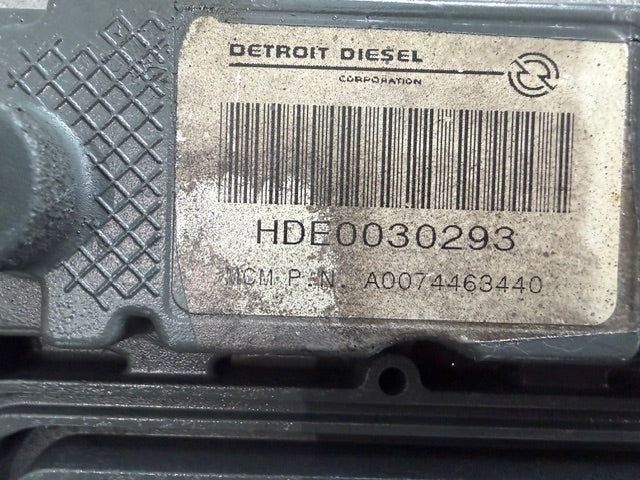 DETROIT DIESEL
CORPORATION
HDE0030293
MCM P.N. A0074463440